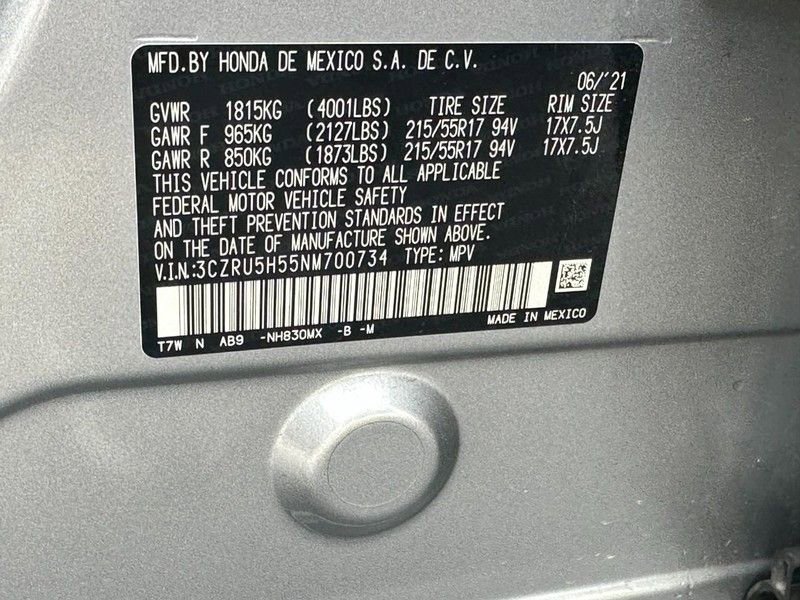 MFD.BY HONDA DE MEXICO S.A. DE C.V.
06/'21
GVWR 1815KG (4001LBS) TIRE SIZE RIM SIZE
GAWR F 965KG (2127LBS) 215/55R17 94V 17X7.5J
GAWR R 850KG (1873LBS) 215/55R17 94V 17X7.5J
THIS VEHICLE CONFORMS TO ALL APPLICABLE
FEDERAL MOTOR VEHICLE SAFETY
AND THEFT PREVENTION STANDARDS IN EFFECT
ON THE DATE OF MANUFACTURE SHOWN ABOVE.
V.I.N.:3CZRU5H55NM700734 TYPE: MPV
T7W N AB9 -NH830MX -B -M MADE IN MEXICO